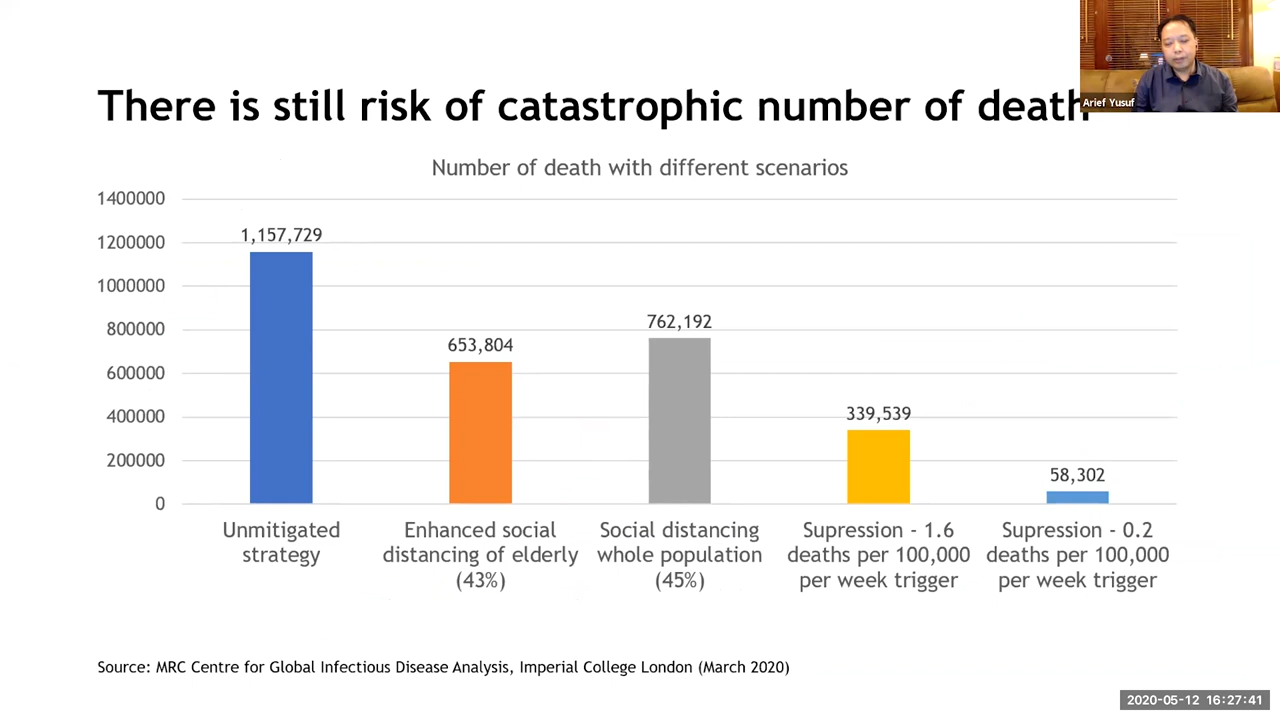 There is still risk of catastrophic number of death
Arief Yusuf
Number of death with different scenarios
1400000
1200000
1000000
800000
600000
400000
200000
0
1,157,729
653,804
762,192
339,539
58,302
Unmitigated
strategy
Enhanced social
distancing of elderly
(43%)
Social distancing
whole population
(45%)
Supression - 1.6
deaths per 100,000
per week trigger
Supression - 0.2
deaths per 100,000
per week trigger
Source: MRC Centre for Global Infectious Disease Analysis, Imperial College London (March 2020)
2020-05-12 16:27:41